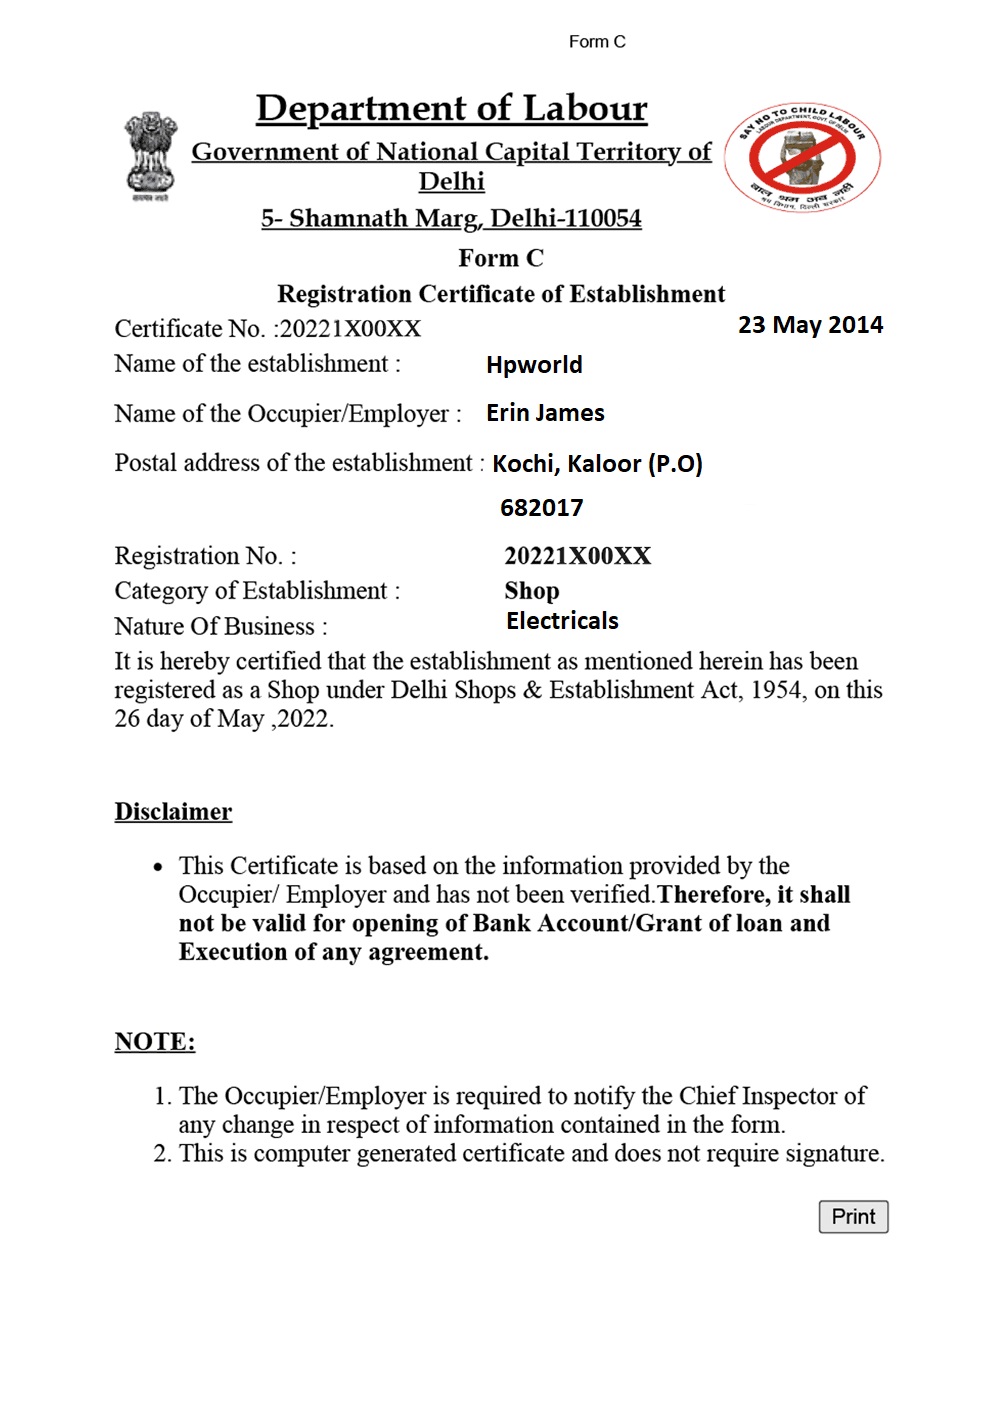 Form C
Department of Labour
Government of National Capital Territory of
Delhi
5- Shamnath Marg, Delhi-110054
SAY NO TO CHILD LABOUR
LABOUR DEPARTMENT, GOVT. OF DELHI
बाल श्रम अब नहीं
श्रम विभाग, दिल्ली सरकार
सत्यमेव जयते
Form C
Registration Certificate of Establishment
Certificate No. :20221X00XX 23 May 2014
Name of the establishment : Hpworld
Name of the Occupier/Employer : Erin James
Postal address of the establishment : Kochi, Kaloor (P.O)
682017
Registration No. : 20221X00XX
Category of Establishment : Shop
Nature Of Business : Electricals
It is hereby certified that the establishment as mentioned herein has been
registered as a Shop under Delhi Shops & Establishment Act, 1954, on this
26 day of May ,2022.
Disclaimer
• This Certificate is based on the information provided by the
Occupier/ Employer and has not been verified.Therefore, it shall
not be valid for opening of Bank Account/Grant of loan and
Execution of any agreement.
NOTE:
1. The Occupier/Employer is required to notify the Chief Inspector of
any change in respect of information contained in the form.
2. This is computer generated certificate and does not require signature.
Print